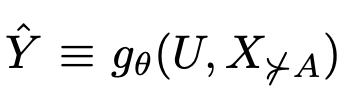 Ŷ ≡ g_θ(U, X_{⊁A})